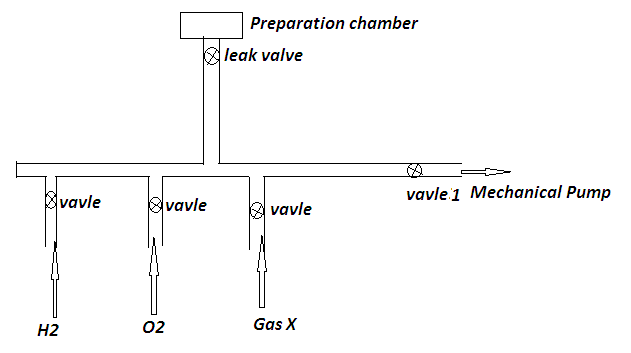 Preparation chamber
leak valve
vavle
vavle
vavle
vavle 1
Mechanical Pump
H2
O2
Gas X